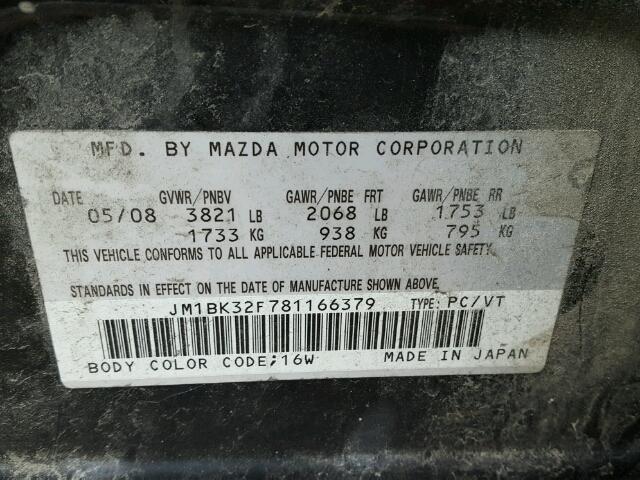 MFD. BY MAZDA MOTOR CORPORATION
DATE GVWR/PNBV GAWR/PNBE FRT GAWR/PNBE RR
05/08 3821 LB 2068 LB 1753 LB
1733 KG 938 KG 795 KG
THIS VEHICLE CONFORMS TO ALL APPLICABLE FEDERAL MOTOR VEHICLE SAFETY
STANDARDS IN EFFECT ON THE DATE OF MANUFACTURE SHOWN ABOVE.
JM1BK32F781166379 TYPE: PC/VT
BODY COLOR CODE;16W MADE IN JAPAN